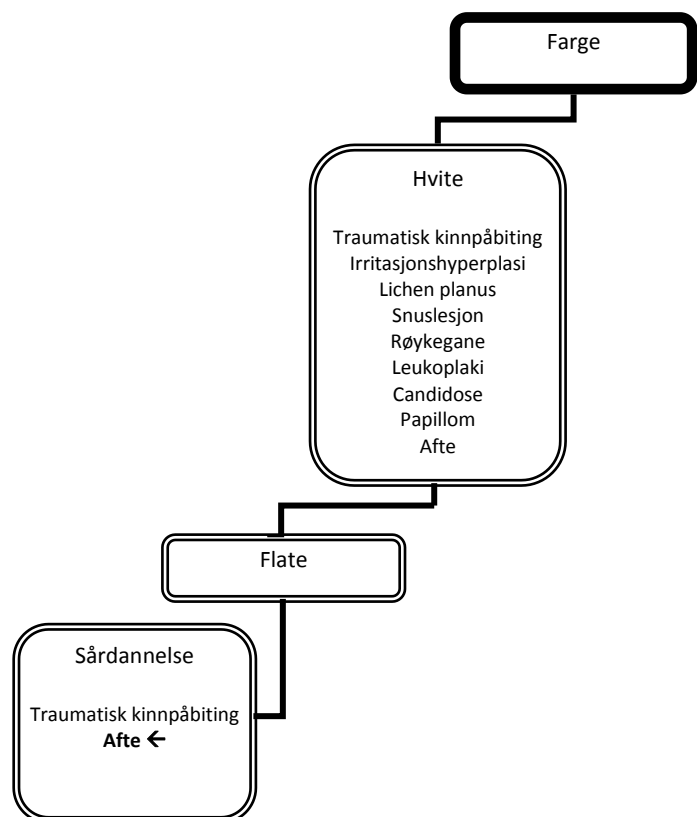 Farge
Hvite
Traumatisk kinnpåbiting
Irritasjonshyperplasi
Lichen planus
Snuslesjon
Røykegane
Leukoplaki
Candidose
Papillom
Afte
Flate
Sårdannelse
Traumatisk kinnpåbiting
Afte ←